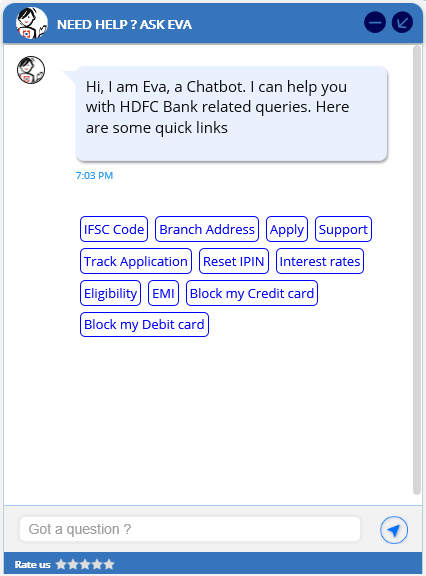 NEED HELP ? ASK EVA
Hi, I am Eva, a Chatbot. I can help you
with HDFC Bank related queries. Here
are some quick links
7:03 PM
IFSC Code Branch Address Apply Support
Track Application Reset IPIN Interest rates
Eligibility EMI Block my Credit card
Block my Debit card
Got a question ?
Rate us